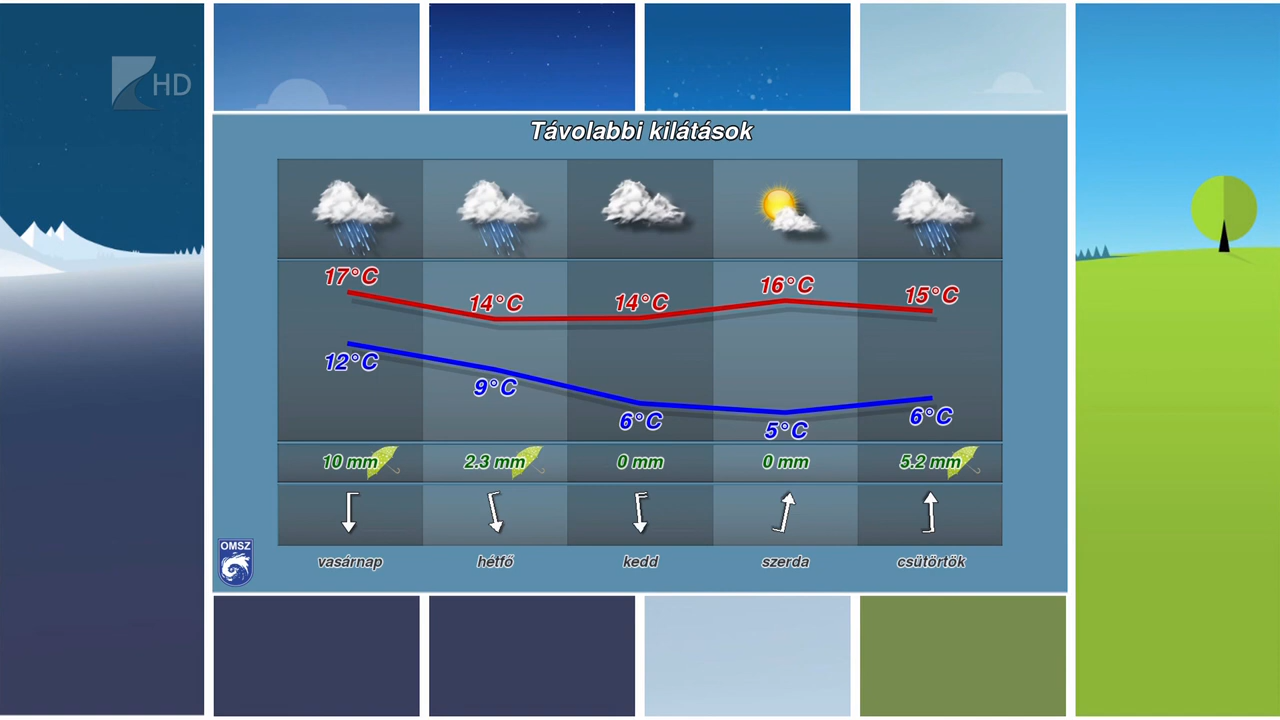 HD
Távolabbi kilátások
17°C 14°C 14°C 16°C 15°C
12°C 9°C 6°C 5°C 6°C
10 mm 2.3 mm 0 mm 0 mm 5.2 mm
OMSZ
vasárnap hétfő kedd szerda csütörtök